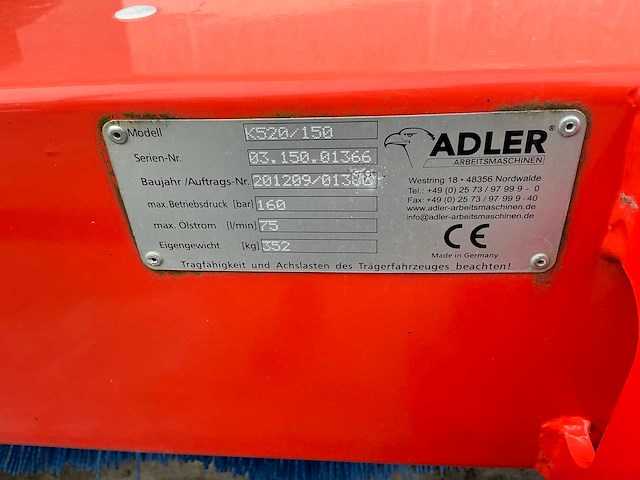 Modell K520/150
Serien-Nr. 03.150.01366
Baujahr /Auftrags-Nr.
max.Betriebsdruck [bar] 160
max. Ölstrom [l/min] 75
Eigengewicht [kg] 352
ADLER®
ARBEITSMASCHINEN
Westring 18 • 48356 Nordwalde
Tel.: +49 (0) 25 73 / 97 99 9 - 0
Fax: +49 (0) 25 73 / 97 99 9 - 40
www.adler-arbeitsmaschinen.de
info@adler-arbeitsmaschinen.de
CE
Made in Germany
Tragfähigkeit und Achslasten des Trägerfahrzeuges beachten!